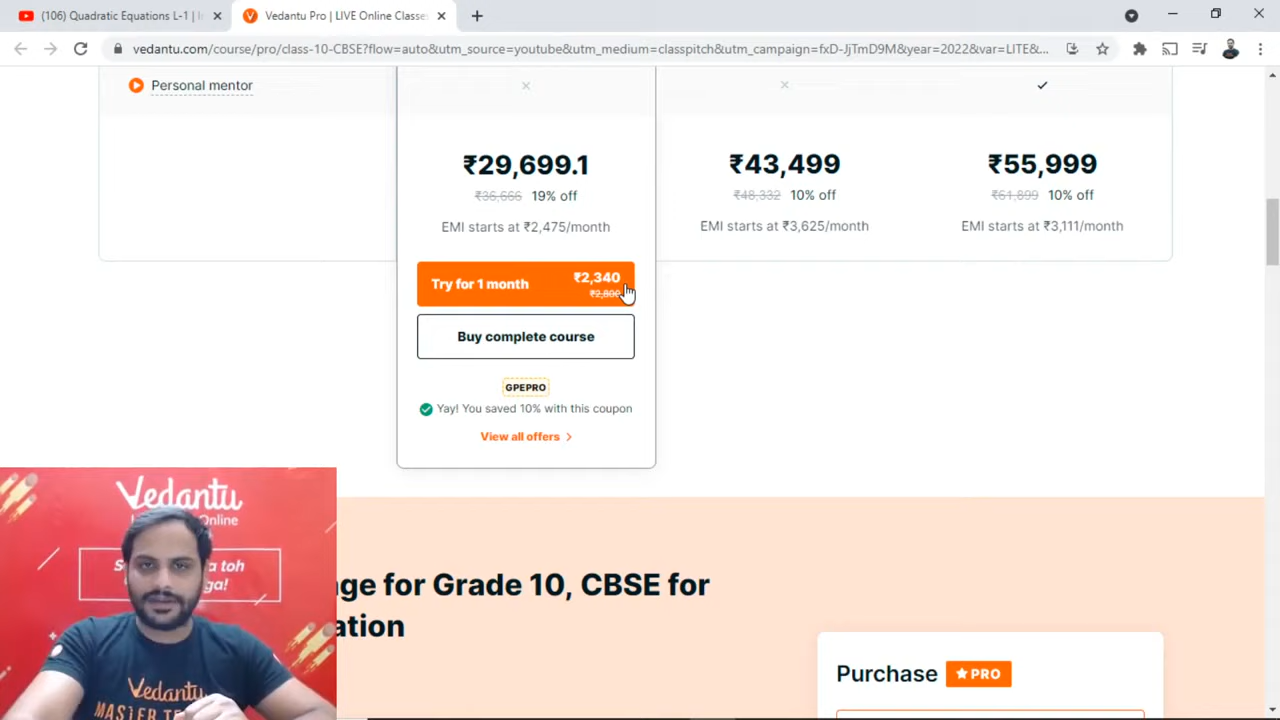 (106) Quadratic Equations L-1 |
Vedantu Pro | LIVE Online Classes
vedantu.com/course/pro/class-10-CBSE?flow=auto&utm_source=youtube&utm_medium=classpitch&utm_campaign=fxD-JjTmD9M&year=2022&var=LITE&...
Personal mentor
₹29,699.1 ₹43,499 ₹55,999
₹36,666 19% off ₹48,332 10% off ₹61,899 10% off
EMI starts at ₹2,475/month EMI starts at ₹3,625/month EMI starts at ₹3,111/month
Try for 1 month ₹2,340
₹2,800
Buy complete course
GPEPRO
Yay! You saved 10% with this coupon
View all offers >
Vedantu
Online
toh
ga!
Vedantu
MASTER
ge for Grade 10, CBSE for
ation
Purchase PRO